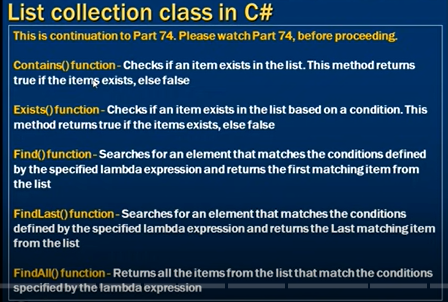 List collection class in C#
This is continuation to Part 74. Please watch Part 74, before proceeding.
Contains() function - Checks if an item exists in the list. This method returns
true if the items exists, else false
Exists() function - Checks if an item exists in the list based on a condition. This
method returns true if the items exists, else false
Find() function - Searches for an element that matches the conditions defined
by the specified lambda expression and returns the first matching item from
the list
FindLast() function - Searches for an element that matches the conditions
defined by the specified lambda expression and returns the Last matching item
from the list
FindAll() function - Returns all the items from the list that match the conditions
specified by the lambda expression